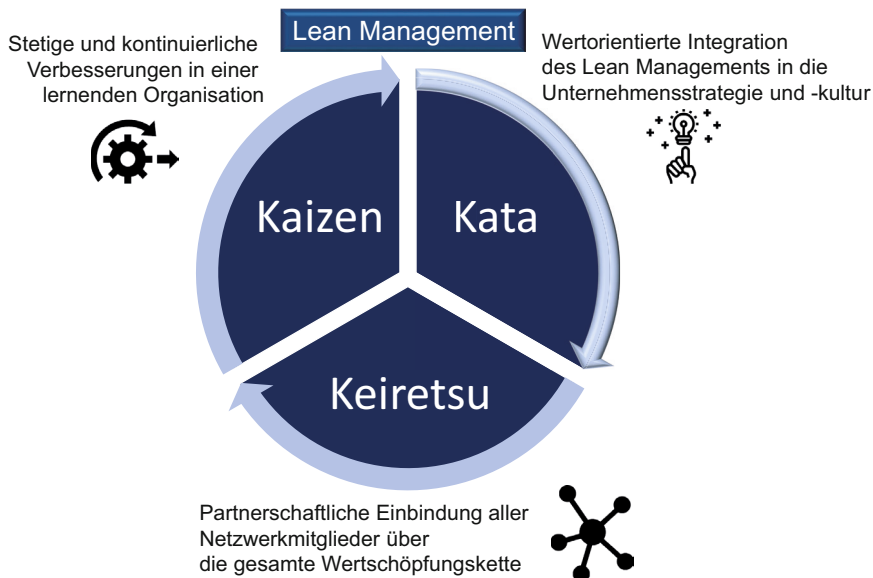 Lean Management
Stetige und kontinuierliche
Verbesserungen in einer
lernenden Organisation
Wertorientierte Integration
des Lean Managements in die
Unternehmensstrategie und -kultur
Kaizen
Kata
Keiretsu
Partnerschaftliche Einbindung aller
Netzwerkmitglieder über
die gesamte Wertschöpfungskette